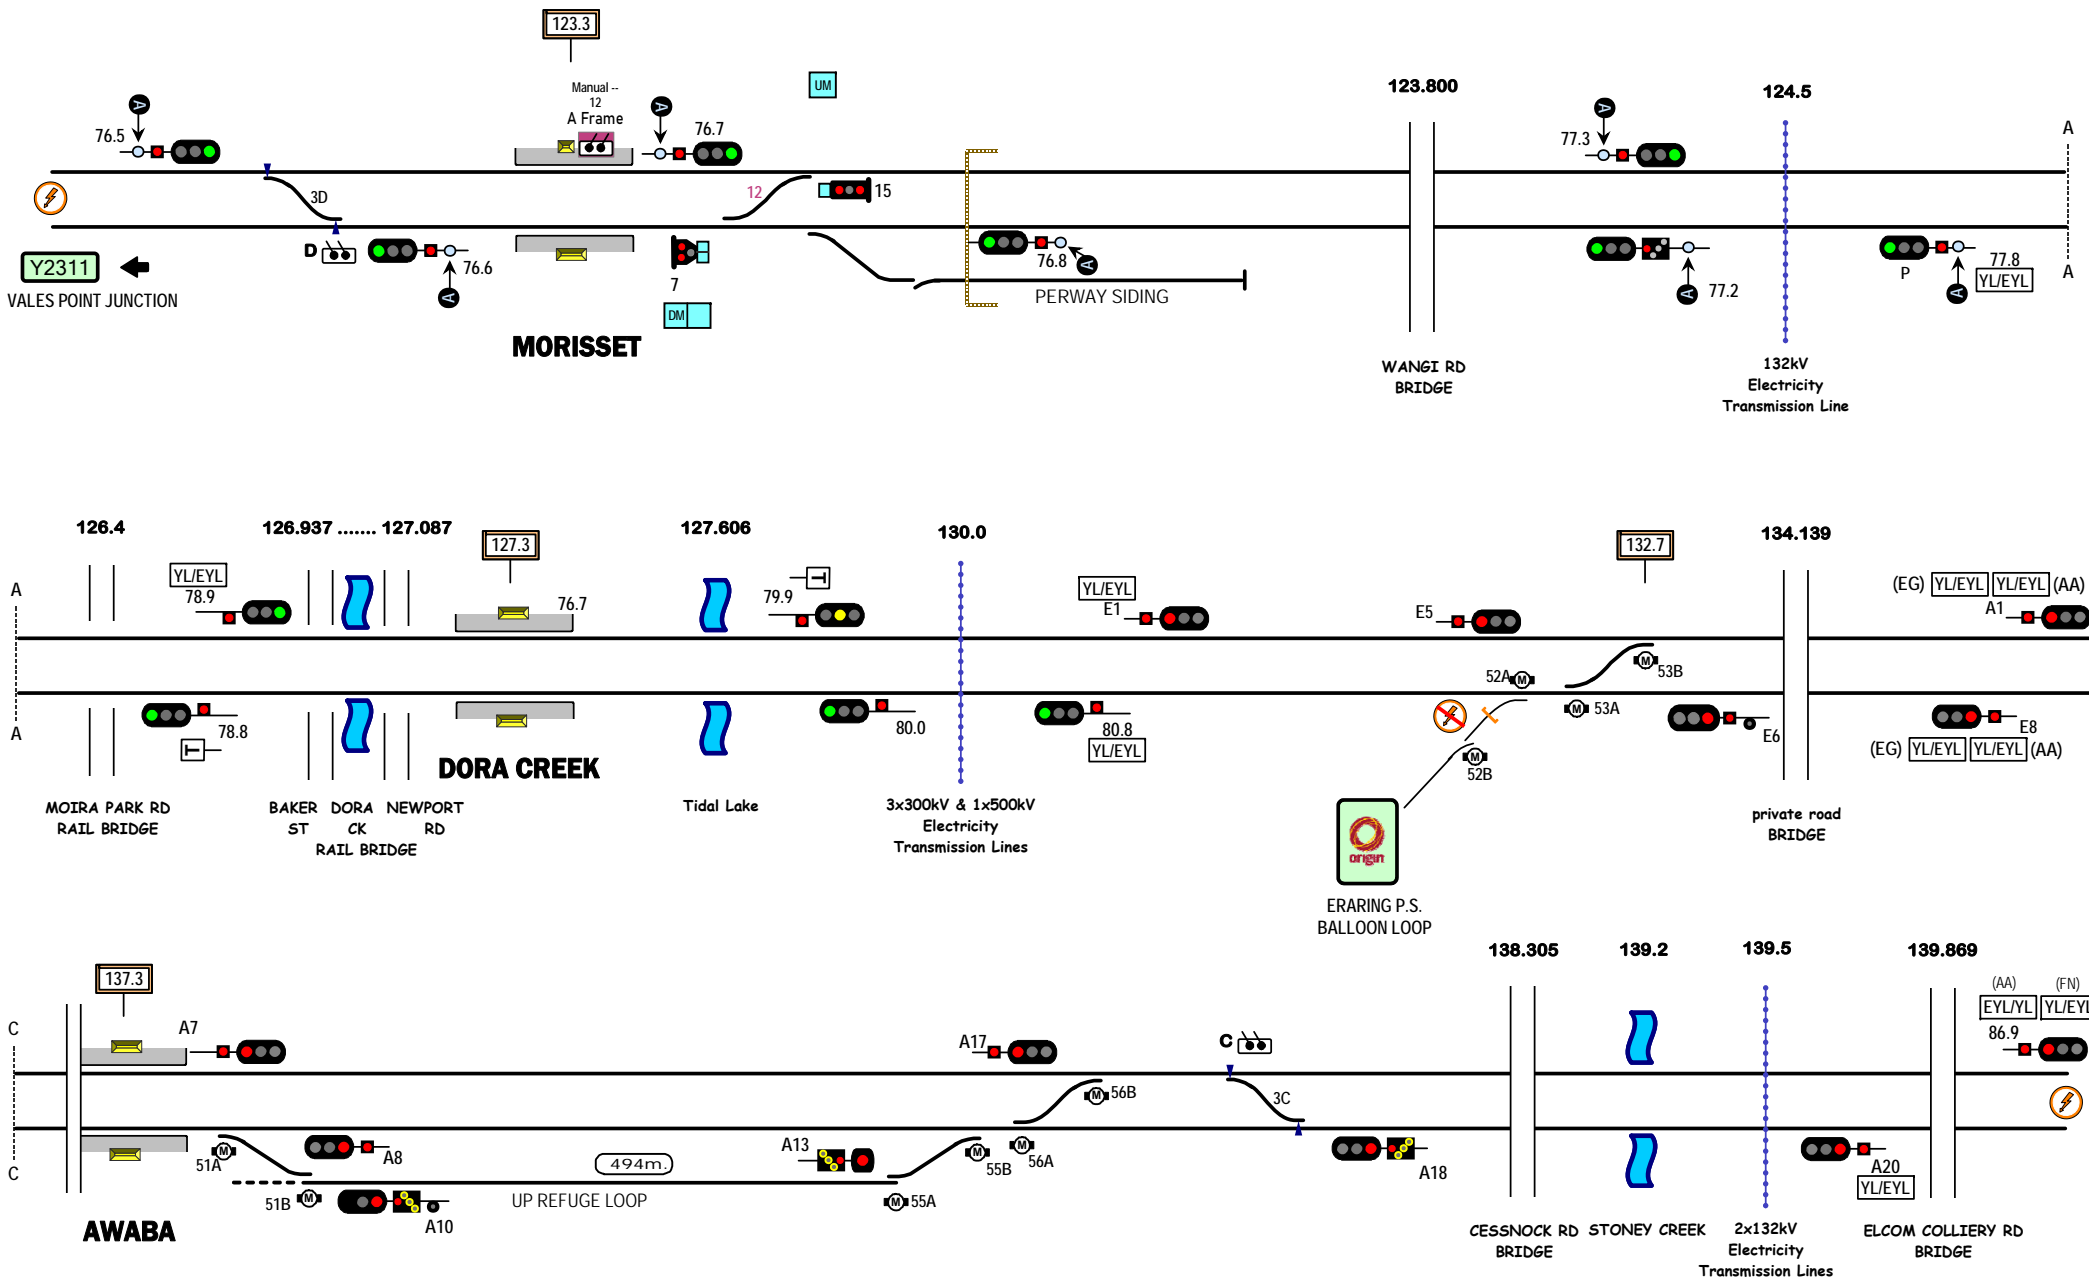 123.3
Manual --
12
A Frame
UM
123.800
124.5
A
76.5
A
76.7
A
77.3
A
3D
12
15
D
76.6
A
7
DM
76.8
A
PERWAY SIDING
77.2
A
P
77.8
YL/EYL
A
A
Y2311
VALES POINT JUNCTION
MORISSET
WANGI RD
BRIDGE
132kV
Electricity
Transmission Line
126.4
126.937 ....... 127.087
127.3
127.606
130.0
132.7
134.139
A
YL/EYL
78.9
76.7
79.9
T
YL/EYL
E1
E5
(EG) YL/EYL YL/EYL (AA)
A1
A
78.8
T
80.0
80.8
YL/EYL
52A
M
M
53B
M
53A
M
52B
E6
E8
(EG) YL/EYL YL/EYL (AA)
DORA CREEK
MOIRA PARK RD
RAIL BRIDGE
BAKER DORA NEWPORT
ST CK RD
RAIL BRIDGE
Tidal Lake
3x300kV & 1x500kV
Electricity
Transmission Lines
origin
ERARING P.S.
BALLOON LOOP
private road
BRIDGE
137.3
138.305
139.2
139.5
139.869
(AA) (FN)
EYL/YL YL/EYL
86.9
C
A7
A17
C
C
51A
M
A8
494m.
A13
M
55B
M
56A
M
56B
3C
A18
A20
YL/EYL
51B
M
A10
UP REFUGE LOOP
M
55A
AWABA
CESSNOCK RD
BRIDGE
STONEY CREEK
2x132kV
Electricity
Transmission Lines
ELCOM COLLIERY RD
BRIDGE